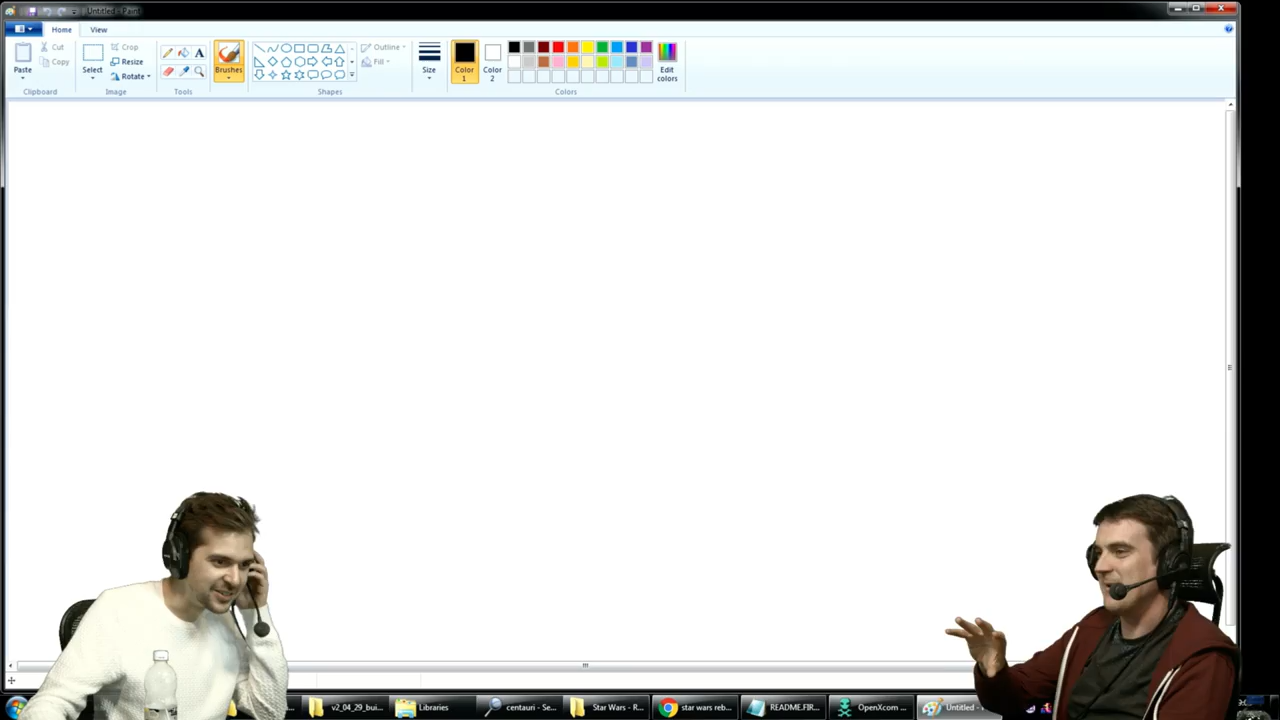 Untitled - Paint
Home
View
Paste
Cut
Copy
Clipboard
Select
Crop
Resize
Rotate
Image
Tools
Brushes
Shapes
Outline
Fill
Size
Color
1
Color
2
Edit
colors
Colors
v2_04_29_bui...
Libraries
centauri - Se...
Star Wars - R...
star wars reb...
README.FIR...
OpenXcom ...
Untitled -